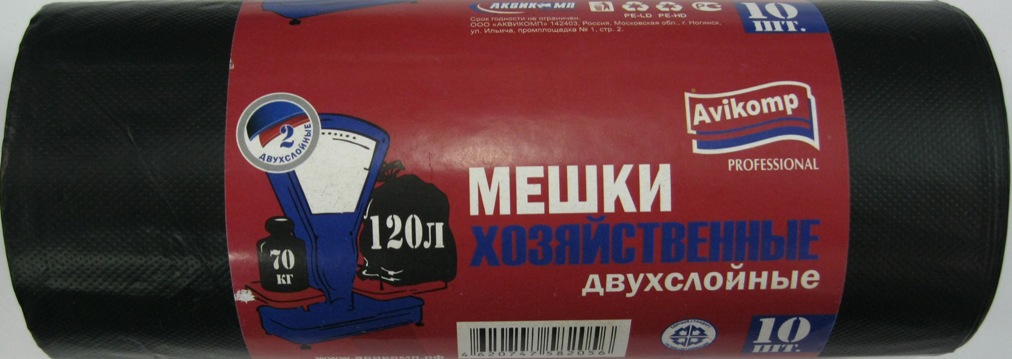 АКВИКОМП
PE-LD PE-HD
Срок годности не ограничен.
ООО «АКВИКОМП» 142403, Россия, Московская обл., г. Ногинск,
ул. Ильича, промплощадка № 1, стр. 2.
10
шт.
Avikomp
PROFESSIONAL
2
ДВУХСЛОЙНЫЕ
70
КГ
120л
МЕШКИ
ХОЗЯЙСТВЕННЫЕ
двухслойные
4620747582056
10
шт.